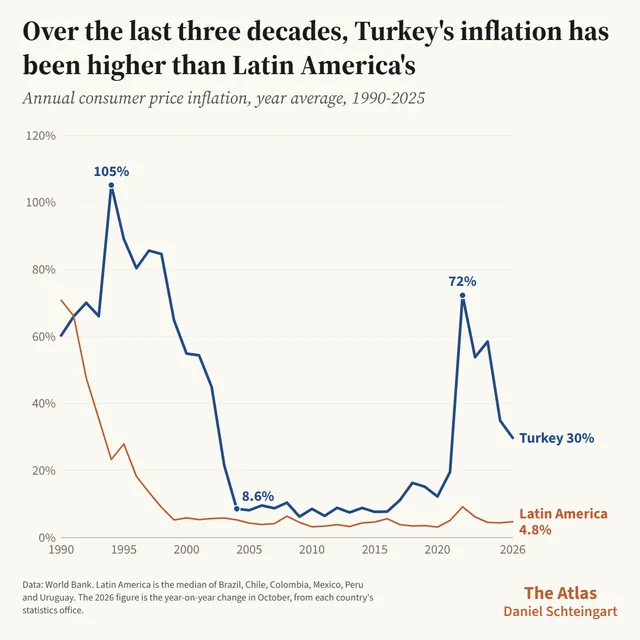 Over the last three decades, Turkey's inflation has
been higher than Latin America's
Annual consumer price inflation, year average, 1990-2025
120%
105%
100%
80%
72%
60%
40%
Turkey 30%
20%
8.6%
Latin America
4.8%
0%
1990 1995 2000 2005 2010 2015 2020 2026
Data: World Bank. Latin America is the median of Brazil, Chile, Colombia, Mexico, Peru
and Uruguay. The 2026 figure is the year-on-year change in October, from each country's
statistics office.
The Atlas
Daniel Schteingart